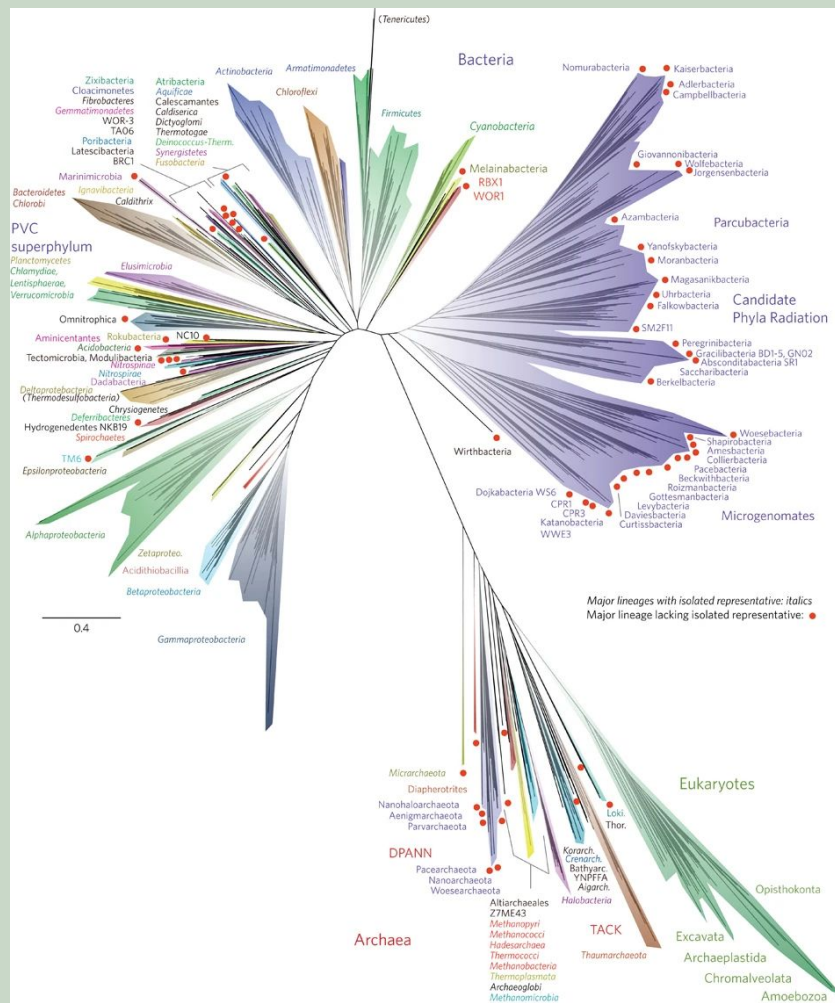 (Tenericutes)
Bacteria
Zixibacteria
Cloacimonetes
Fibrobacteres
Gemmatimonadetes
WOR-3
TA06
Poribacteria
Latescibacteria
BRC1
Atribacteria
Aquificae
Calescamantes
Caldiserica
Dictyoglomi
Thermotogae
Deinococcus-Therm.
Synergistetes
Fusobacteria
Actinobacteria
Armatimonadetes
Chloroflexi
Firmicutes
Cyanobacteria
Melainabacteria
RBX1
WOR1
Nomurabacteria
Kaiserbacteria
Adlerbacteria
Campbellbacteria
Giovannonibacteria
Wolfebacteria
Jorgensenbacteria
Azambacteria
Parcubacteria
Yanofskybacteria
Moranbacteria
Magasanikbacteria
Uhrbacteria
Falkowbacteria
Candidate
Phyla Radiation
SM2F11
Peregrinibacteria
Gracilibacteria BD1-5, GN02
Absconditabacteria SR1
Saccharibacteria
Berkelbacteria
Marinimicrobia
Bacteroidetes
Chlorobi
Ignavibacteria
Caldithrix
PVC
superphylum
Planctomycetes
Chlamydiae,
Lentisphaerae,
Verrucomicrobia
Elusimicrobia
Omnitrophica
Aminicentantes
Rokubacteria
NC10
Acidobacteria
Tectomicrobia, Modulibacteria
Nitrospinae
Nitrospirae
Dadabacteria
Deltaproteobacteria
(Thermodesulfobacteria)
Chrysiogenetes
Deferribacteres
Hydrogenedentes NKB19
Spirochaetes
TM6
Epsilonproteobacteria
Wirthbacteria
Woesebacteria
Shapirobacteria
Amesbacteria
Collierbacteria
Pacebacteria
Beckwithbacteria
Roizmanbacteria
Gottesmanbacteria
Levybacteria
Daviesbacteria
Curtissbacteria
Dojkabacteria WS6
CPR1
CPR3
Katanobacteria
WWE3
Microgenomates
Alphaproteobacteria
Zetaproteo.
Acidithiobacillia
Betaproteobacteria
0.4
Gammaproteobacteria
Major lineages with isolated representative: italics
Major lineage lacking isolated representative:
Micrarchaeota
Diapherotrites
Nanohaloarchaeota
Aenigmarchaeota
Parvarchaeota
DPANN
Pacearchaeota
Nanoarchaeota
Woesearchaeota
Archaea
Altiarchaeales
Z7ME43
Methanopyri
Methanococci
Hadesarchaea
Thermococci
Methanobacteria
Thermoplasmata
Archaeoglobi
Methanomicrobia
Halobacteria
Korarch.
Crenarch.
Bathyarc.
YNPFFA
Aigarch.
TACK
Thaumarchaeota
Loki.
Thor.
Eukaryotes
Opisthokonta
Excavata
Archaeplastida
Chromalveolata
Amoebozoa